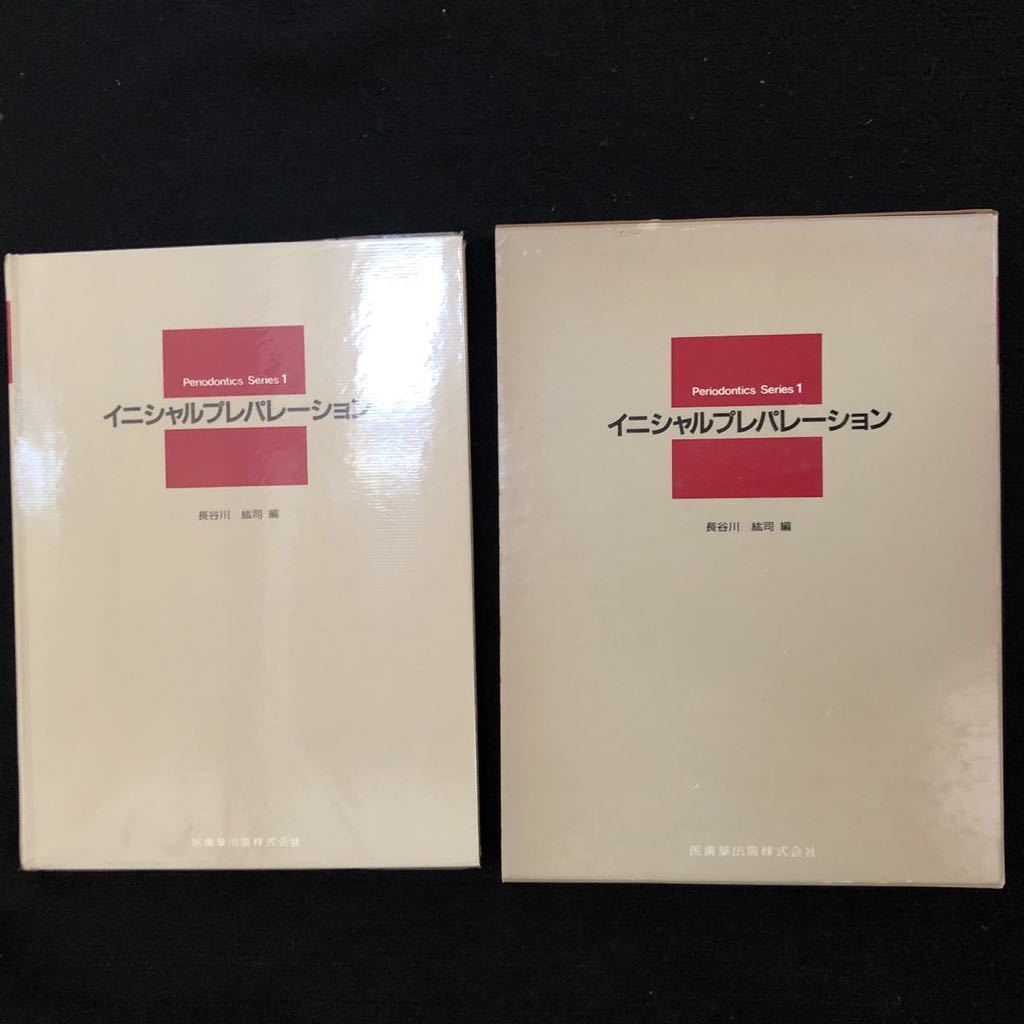 Periodontics Series 1
イニシャルプレパレーション
長谷川 紘司 編
医歯薬出版株式会社
Periodontics Series 1
イニシャルプレパレーション
長谷川 紘司 編
医歯薬出版株式会社